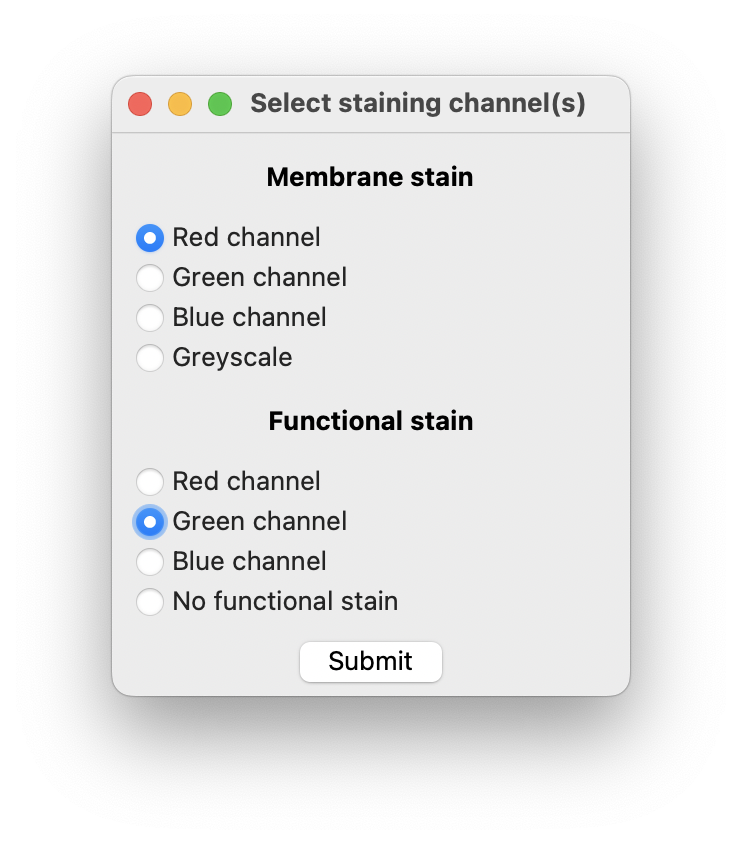 Select staining channel(s)
Membrane stain
Red channel
Green channel
Blue channel
Greyscale
Functional stain
Red channel
Green channel
Blue channel
No functional stain
Submit